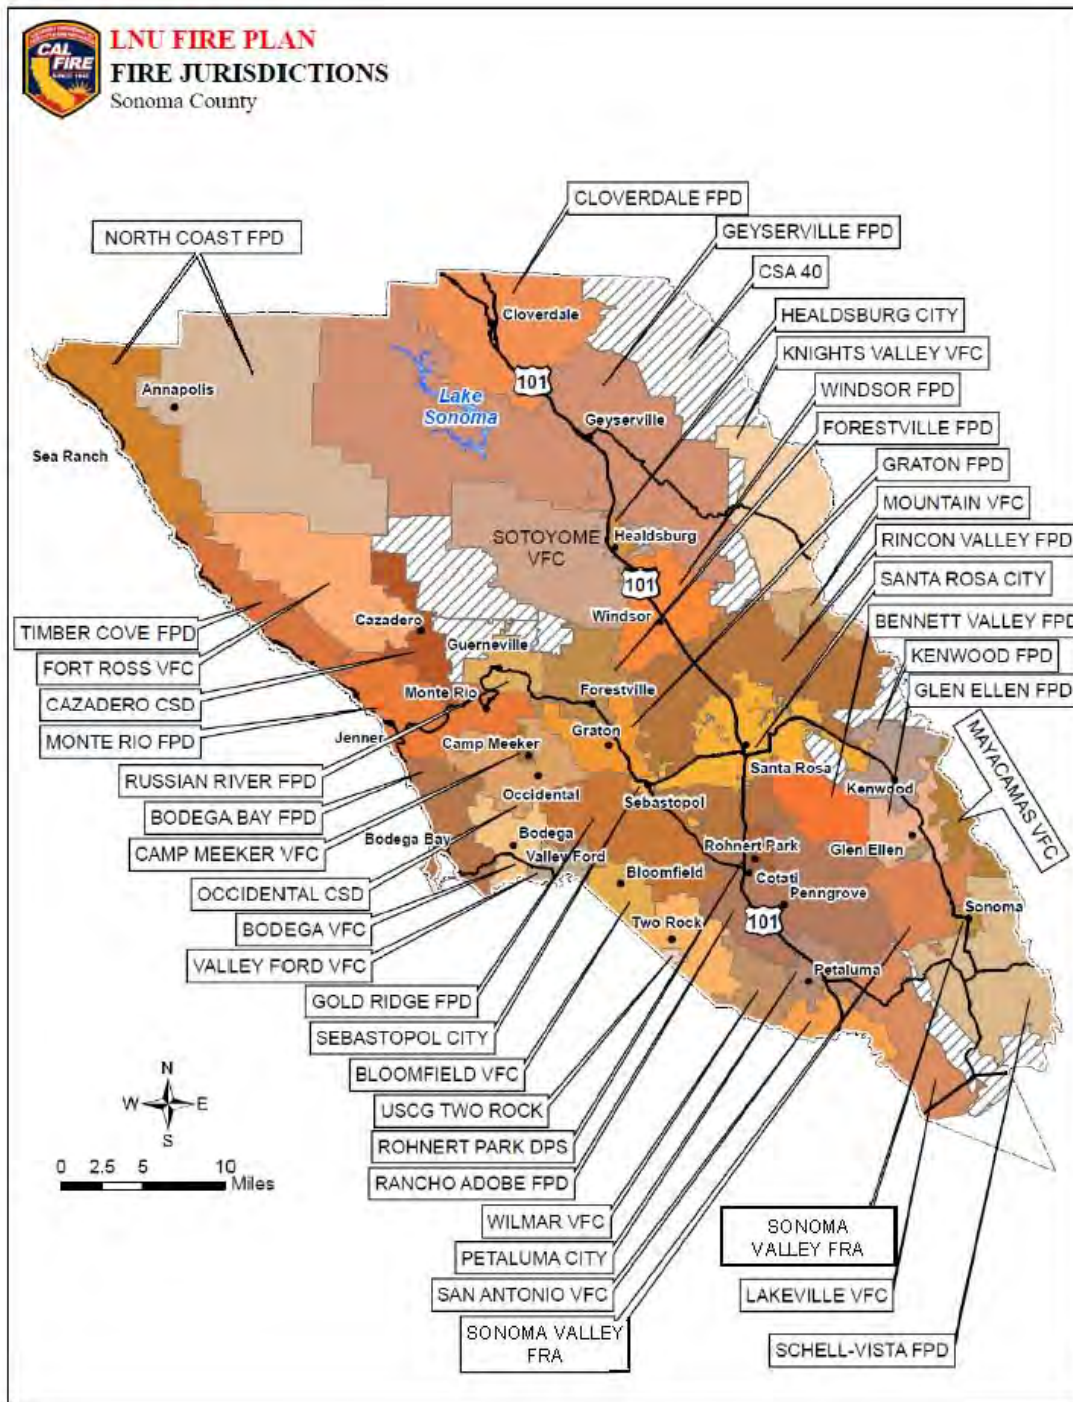 CAL
FIRE
SINCE 1885
LNU FIRE PLAN
FIRE JURISDICTIONS
Sonoma County
CLOVERDALE FPD
GEYSERVILLE FPD
NORTH COAST FPD
CSA 40
HEALDSBURG CITY
Cloverdale
KNIGHTS VALLEY VFC
WINDSOR FPD
101
Annapolis
Lake
Sonoma
Geyserville
FORESTVILLE FPD
Sea Ranch
GRATON FPD
MOUNTAIN VFC
SOTOYOME
VFC
Healdsburg
RINCON VALLEY FPD
101
SANTA ROSA CITY
TIMBER COVE FPD
Cazadero
Windsor
BENNETT VALLEY FPD
Guerneville
FORT ROSS VFC
KENWOOD FPD
CAZADERO CSD
Monte Rio
Forestville
GLEN ELLEN FPD
MONTE RIO FPD
Jenner
Graton
MAYACAMAS VFC
Camp Meeker
Santa Rosa
RUSSIAN RIVER FPD
Kenwood
Occidental
Sebastopol
BODEGA BAY FPD
Bodega Bay
Bodega
Rohnert Park
Glen Ellen
CAMP MEEKER VFC
Valley Ford
Bloomfield
Cotati
OCCIDENTAL CSD
Penngrove
Sonoma
BODEGA VFC
Two Rock
101
VALLEY FORD VFC
Petaluma
GOLD RIDGE FPD
SEBASTOPOL CITY
BLOOMFIELD VFC
N
W E
S
USCG TWO ROCK
ROHNERT PARK DPS
0 2.5 5 10
Miles
RANCHO ADOBE FPD
WILMAR VFC
SONOMA
VALLEY FRA
PETALUMA CITY
SAN ANTONIO VFC
LAKEVILLE VFC
SONOMA VALLEY
FRA
SCHELL-VISTA FPD